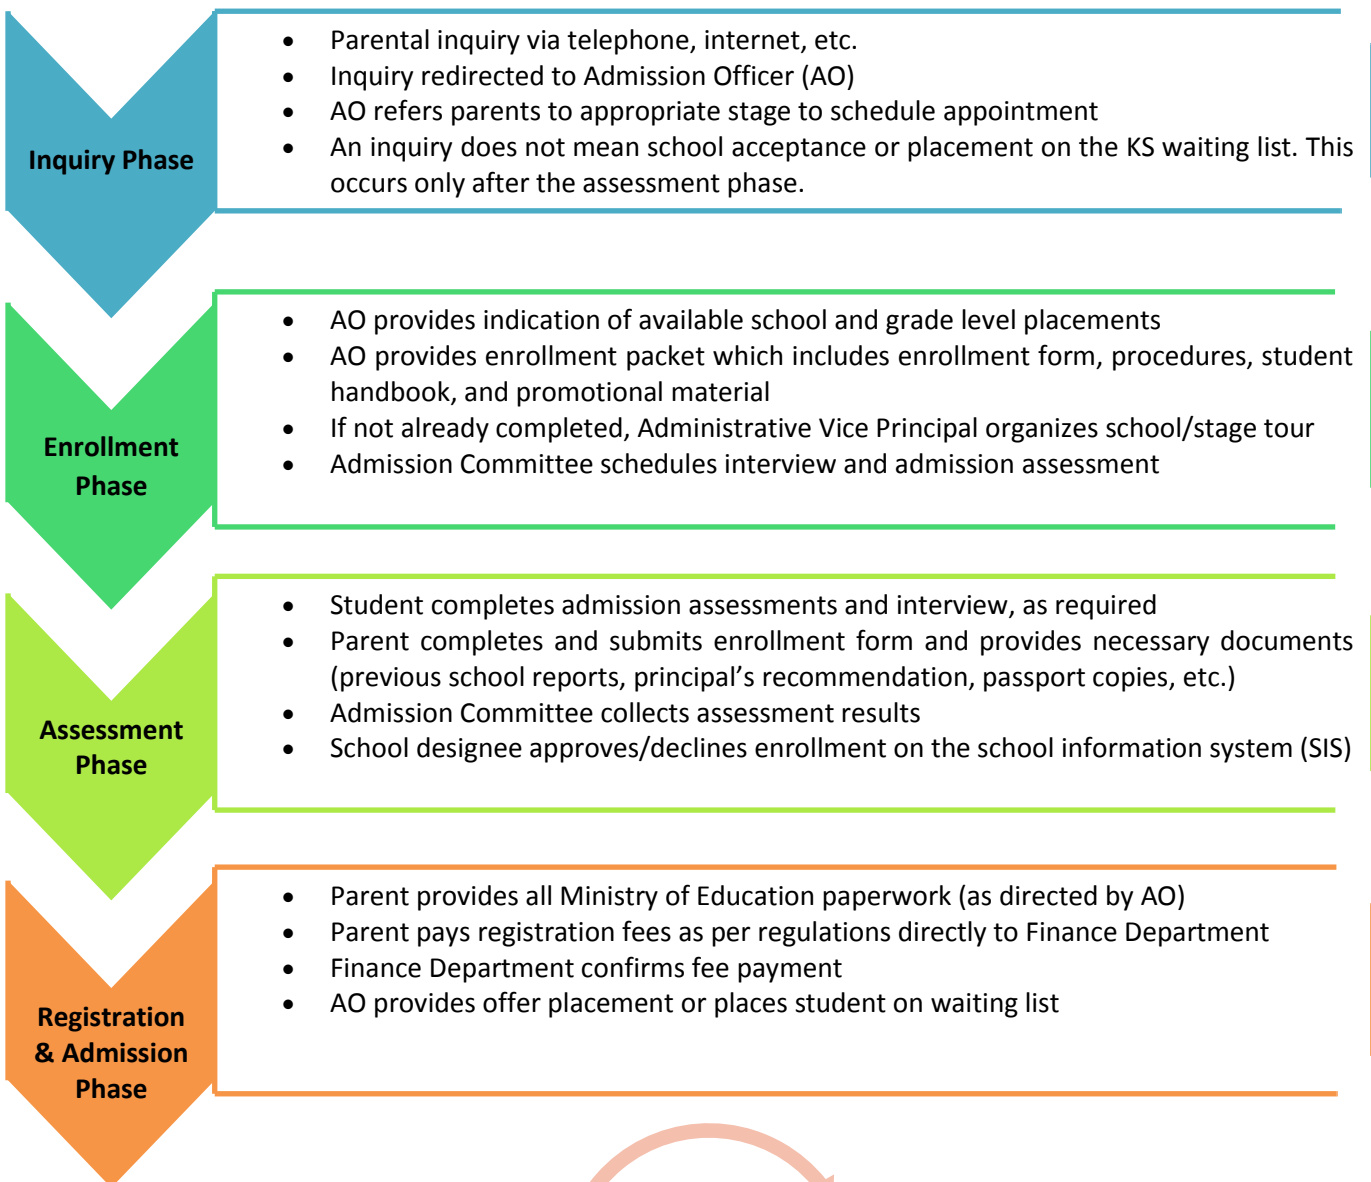 Inquiry Phase
• Parental inquiry via telephone, internet, etc.
• Inquiry redirected to Admission Officer (AO)
• AO refers parents to appropriate stage to schedule appointment
• An inquiry does not mean school acceptance or placement on the KS waiting list. This
occurs only after the assessment phase.
Enrollment
Phase
• AO provides indication of available school and grade level placements
• AO provides enrollment packet which includes enrollment form, procedures, student
handbook, and promotional material
• If not already completed, Administrative Vice Principal organizes school/stage tour
• Admission Committee schedules interview and admission assessment
Assessment
Phase
• Student completes admission assessments and interview, as required
• Parent completes and submits enrollment form and provides necessary documents
(previous school reports, principal’s recommendation, passport copies, etc.)
• Admission Committee collects assessment results
• School designee approves/declines enrollment on the school information system (SIS)
Registration
& Admission
Phase
• Parent provides all Ministry of Education paperwork (as directed by AO)
• Parent pays registration fees as per regulations directly to Finance Department
• Finance Department confirms fee payment
• AO provides offer placement or places student on waiting list